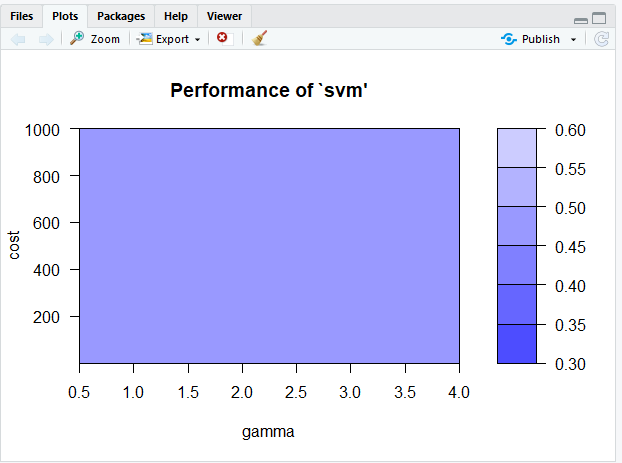 Files Plots Packages Help Viewer
Zoom Export Publish
Performance of `svm'
1000
800
600
400
200
cost
0.5 1.0 1.5 2.0 2.5 3.0 3.5 4.0
gamma
0.60
0.55
0.50
0.45
0.40
0.35
0.30